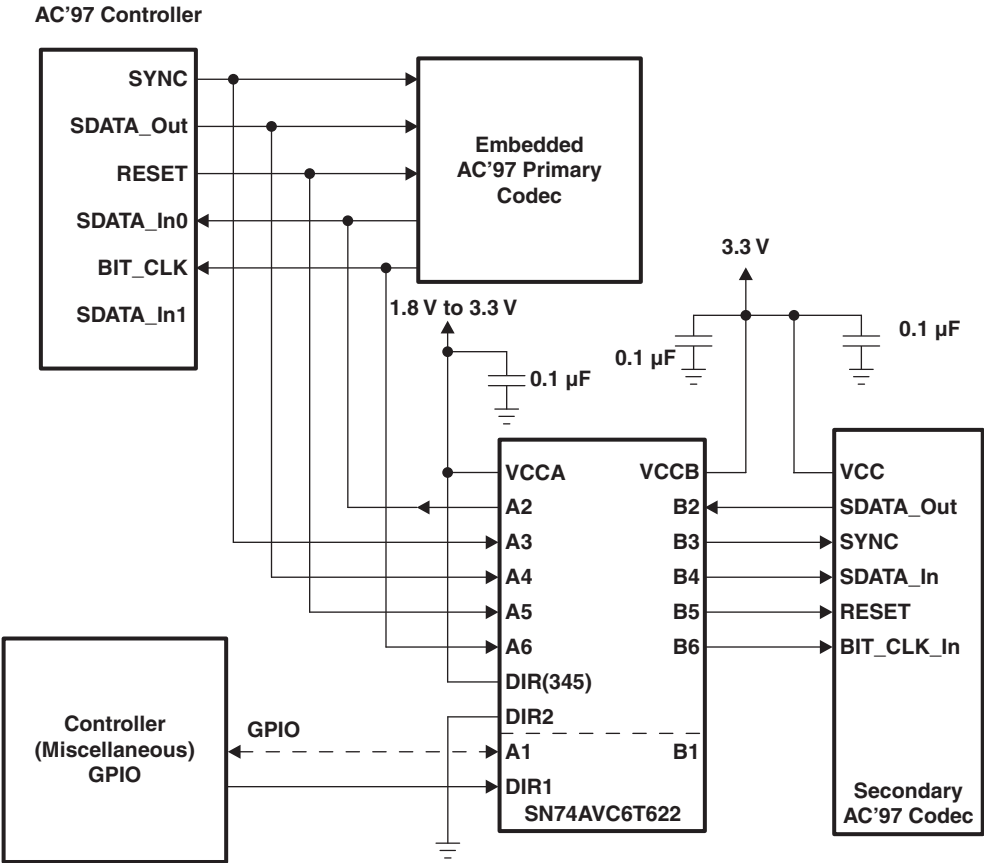 AC'97 Controller
SYNC
SDATA_Out
RESET
SDATA_In0
BIT_CLK
SDATA_In1
Embedded
AC'97 Primary
Codec
1.8 V to 3.3 V
0.1 µF
3.3 V
0.1 µF
0.1 µF
VCCA
A2
A3
A4
A5
A6
DIR(345)
DIR2
A1
DIR1
VCCB
B2
B3
B4
B5
B6
B1
SN74AVC6T622
VCC
SDATA_Out
SYNC
SDATA_In
RESET
BIT_CLK_In
Secondary
AC'97 Codec
Controller
(Miscellaneous)
GPIO
GPIO